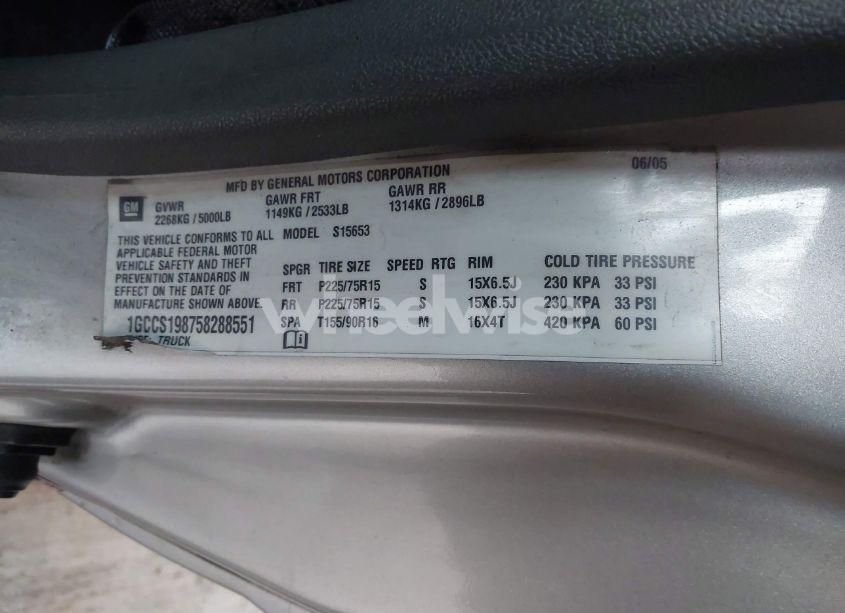 MFD BY GENERAL MOTORS CORPORATION 06/05
GM GVWR GAWR FRT GAWR RR
2268KG / 5000LB 1149KG / 2533LB 1314KG / 2896LB
THIS VEHICLE CONFORMS TO ALL MODEL S15653
APPLICABLE FEDERAL MOTOR
VEHICLE SAFETY AND THEFT SPGR TIRE SIZE SPEED RTG RIM COLD TIRE PRESSURE
PREVENTION STANDARDS IN FRT P225/75R15 S 15X6.5J 230 KPA 33 PSI
EFFECT ON THE DATE OF
MANUFACTURE SHOWN ABOVE. RR P225/75R15 S 15X6.5J 230 KPA 33 PSI
1GCCS198758288551 SPA T155/90R16 M 16X4T 420 KPA 60 PSI
TRUCK
wheelwise